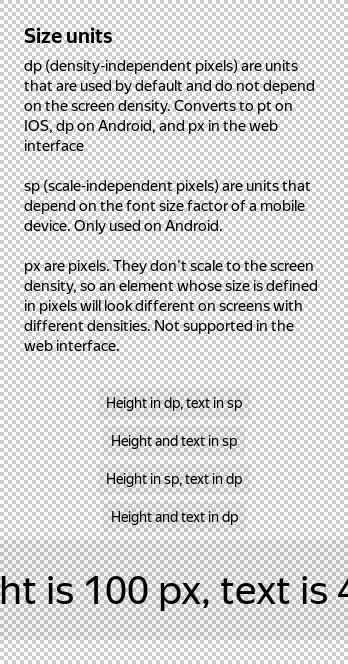 Size units
dp (density-independent pixels) are units
that are used by default and do not depend
on the screen density. Converts to pt on
IOS, dp on Android, and px in the web
interface
sp (scale-independent pixels) are units that
depend on the font size factor of a mobile
device. Only used on Android.
px are pixels. They don't scale to the screen
density, so an element whose size is defined
in pixels will look different on screens with
different densities. Not supported in the
web interface.
Height in dp, text in sp
Height and text in sp
Height in sp, text in dp
Height and text in dp
ht is 100 px, text is 4